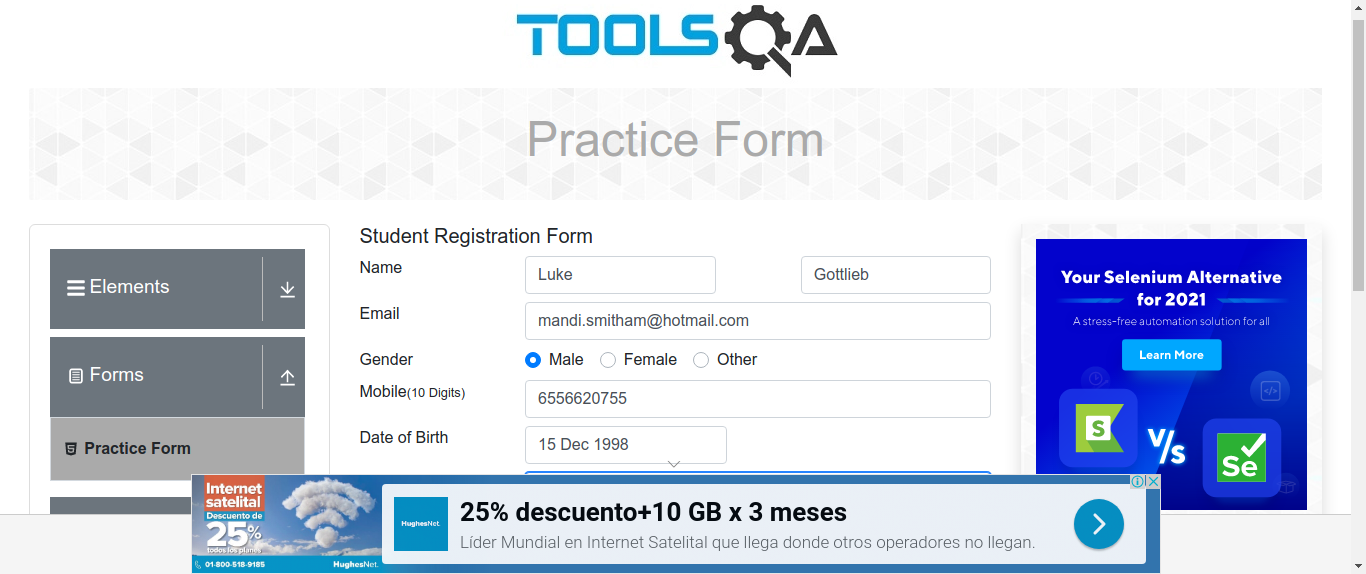 TOOLSQA
Practice Form
Elements
Forms
Practice Form
Student Registration Form
Name
Luke
Gottlieb
Email
mandi.smitham@hotmail.com
Gender
Male
Female
Other
Mobile(10 Digits)
6556620755
Date of Birth
15 Dec 1998
Your Selenium Alternative
for 2021
A stress-free automation solution for all
Learn More
S
V/s
Se
Internet
satelital
Descuento de
25%
todos los planes
01-800-518-9185
HughesNet.
HughesNet.
25% descuento+10 GB x 3 meses
Líder Mundial en Internet Satelital que llega donde otros operadores no llegan.